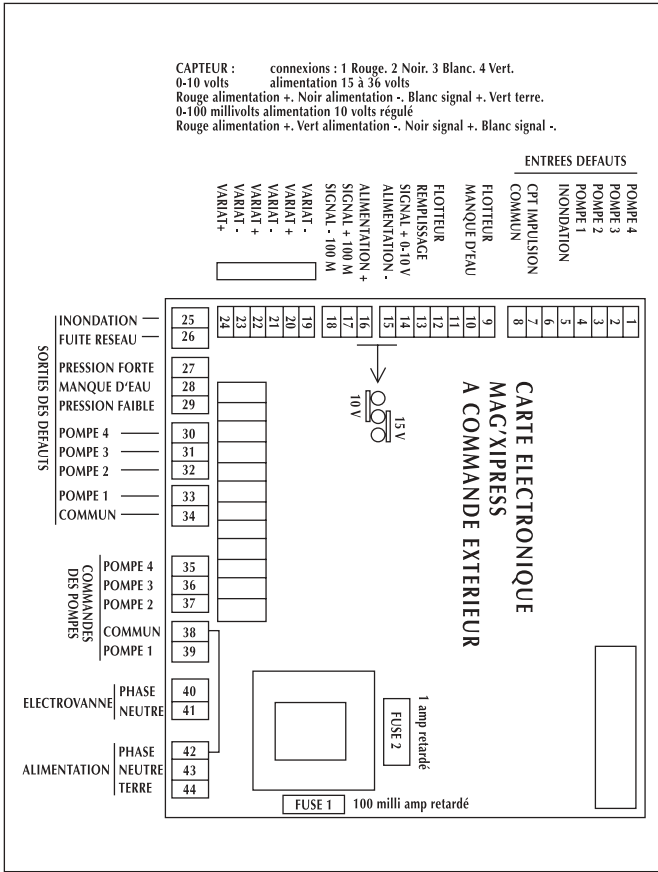 CAPTEUR : connexions : 1 Rouge. 2 Noir. 3 Blanc. 4 Vert.
0-10 volts alimentation 15 à 36 volts
Rouge alimentation +. Noir alimentation -. Blanc signal +. Vert terre.
0-100 millivolts alimentation 10 volts régulé
Rouge alimentation +. Vert alimentation -. Noir signal +. Blanc signal -.
ENTREES DEFAUTS
VARIAT+
VARIAT -
VARIAT +
VARIAT -
VARIAT +
VARIAT -
SIGNAL - 100 M
SIGNAL + 100 M
ALIMENTATION +
ALIMENTATION -
SIGNAL + 0-10 V
REMPLISSAGE
FLOTTEUR
MANQUE D'EAU
FLOTTEUR
COMMUN
CPT IMPULSION
INONDATION
POMPE 1
POMPE 2
POMPE 3
POMPE 4
24 23 22 21 20 19 18 17 16 15 14 13 12 11 10 9 8 7 6 5 4 3 2 1
10 V
15 V
CARTE ELECTRONIQUE
MAG'XIPRESS
A COMMANDE EXTERIEUR
SORTIES DES DEFAUTS
INONDATION 25
FUITE RESEAU 26
PRESSION FORTE 27
MANQUE D'EAU 28
PRESSION FAIBLE 29
POMPE 4 30
POMPE 3 31
POMPE 2 32
POMPE 1 33
COMMUN 34
COMMANDES
DES POMPES
POMPE 4 35
POMPE 3 36
POMPE 2 37
COMMUN 38
POMPE 1 39
ELECTROVANNE
PHASE 40
NEUTRE 41
ALIMENTATION
PHASE 42
NEUTRE 43
TERRE 44
FUSE 2
1 amp retardé
FUSE 1 100 milli amp retardé